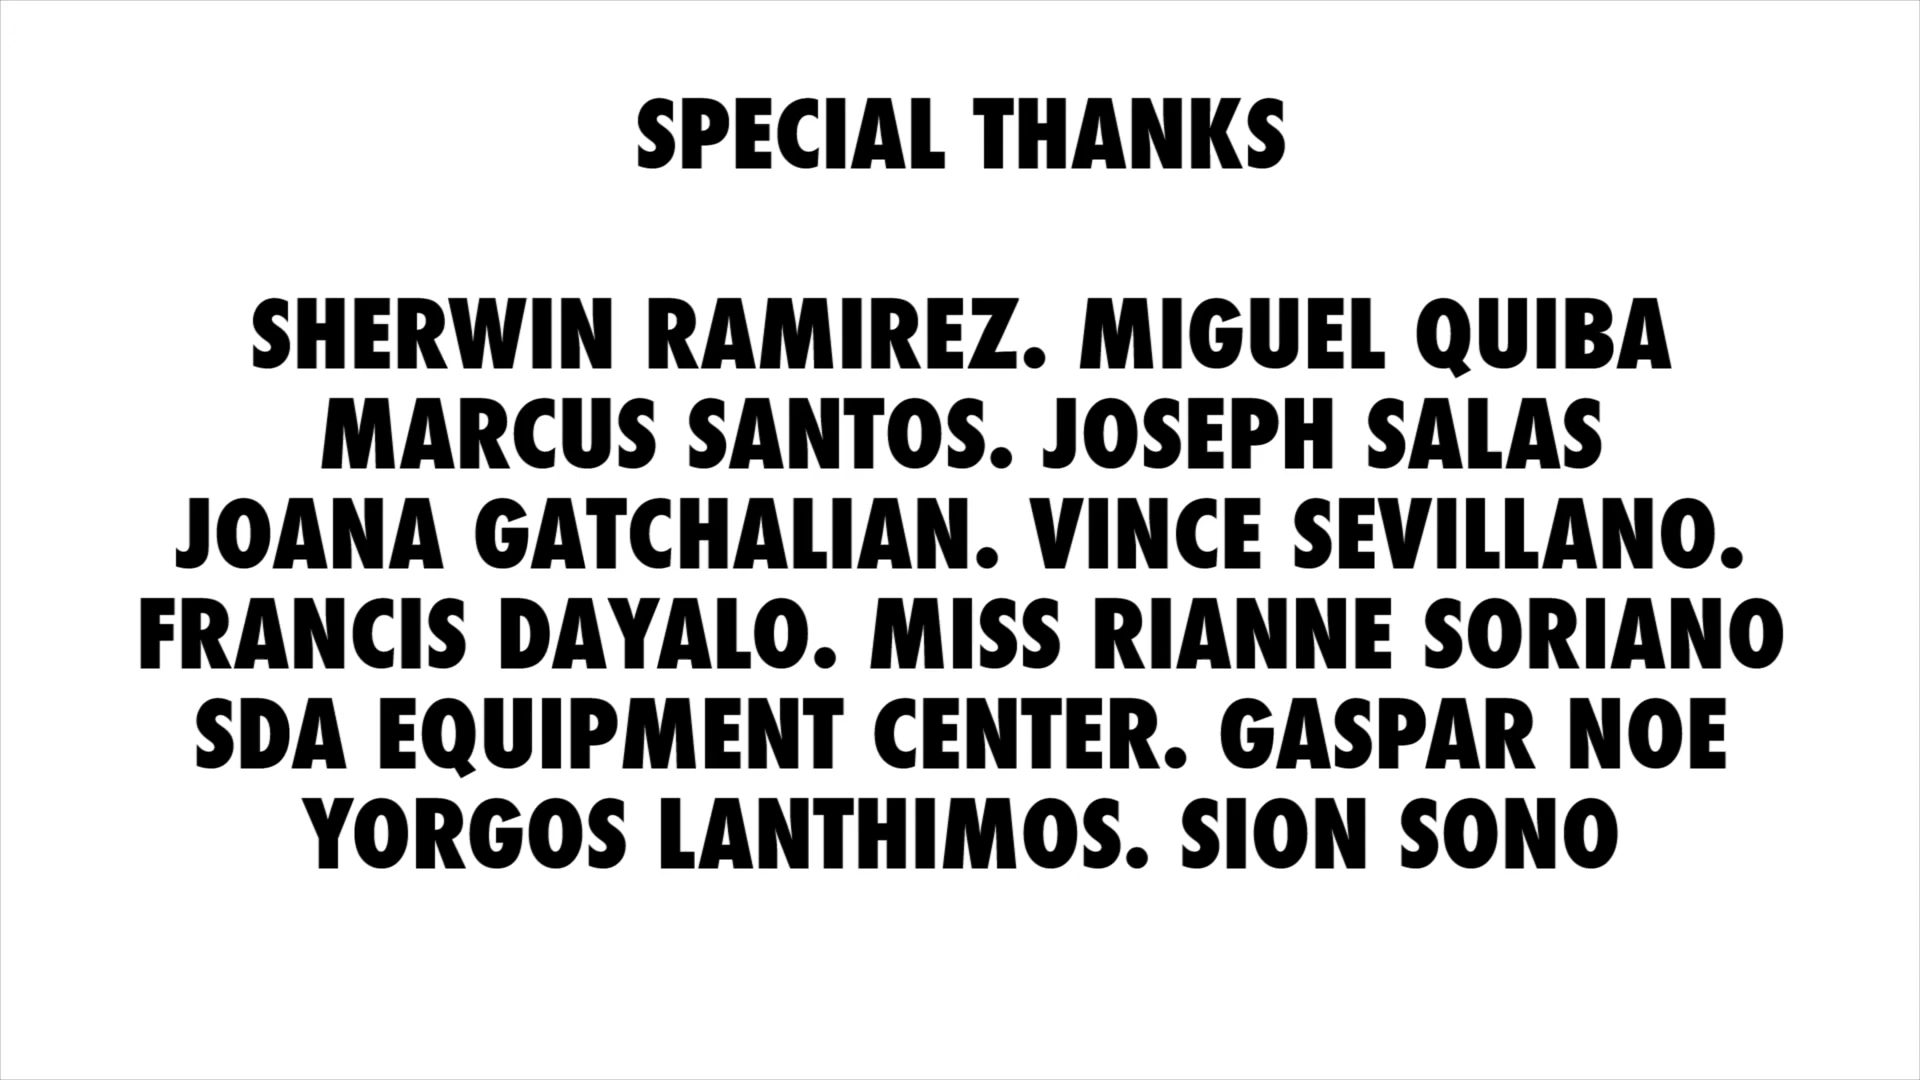 SPECIAL THANKS
SHERWIN RAMIREZ. MIGUEL QUIBA
MARCUS SANTOS. JOSEPH SALAS
JOANA GATCHALIAN. VINCE SEVILLANO.
FRANCIS DAYALO. MISS RIANNE SORIANO
SDA EQUIPMENT CENTER. GASPAR NOE
YORGOS LANTHIMOS. SION SONO